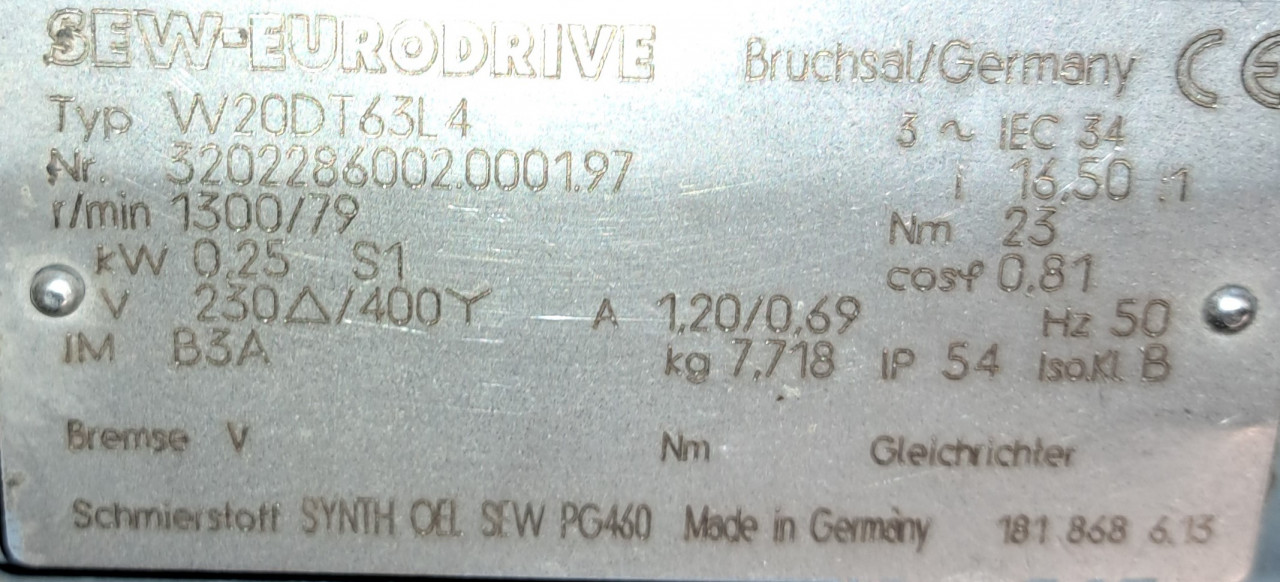 SEW-EURODRIVE Bruchsal/Germany CE
Typ W20DT63L4 3 ~ IEC 34
Nr. 3202286002.0001.97 i 16,50 :1
r/min 1300/79 Nm 23
kW 0,25 S1 cosφ 0,81
V 230△/400Y A 1,20/0,69 Hz 50
IM B3A kg 7,718 IP 54 Iso.Kl. B
Bremse V Nm Gleichrichter
Schmierstoff SYNTH OEL SEW PG460 Made in Germany 181 868 6.13